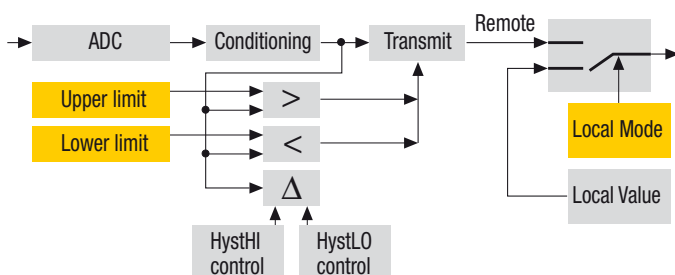 Remote
ADC
Conditioning
Transmit
Upper limit
>
Lower limit
<
Local Mode
Δ
Local Value
HystHI
control
HystLO
control